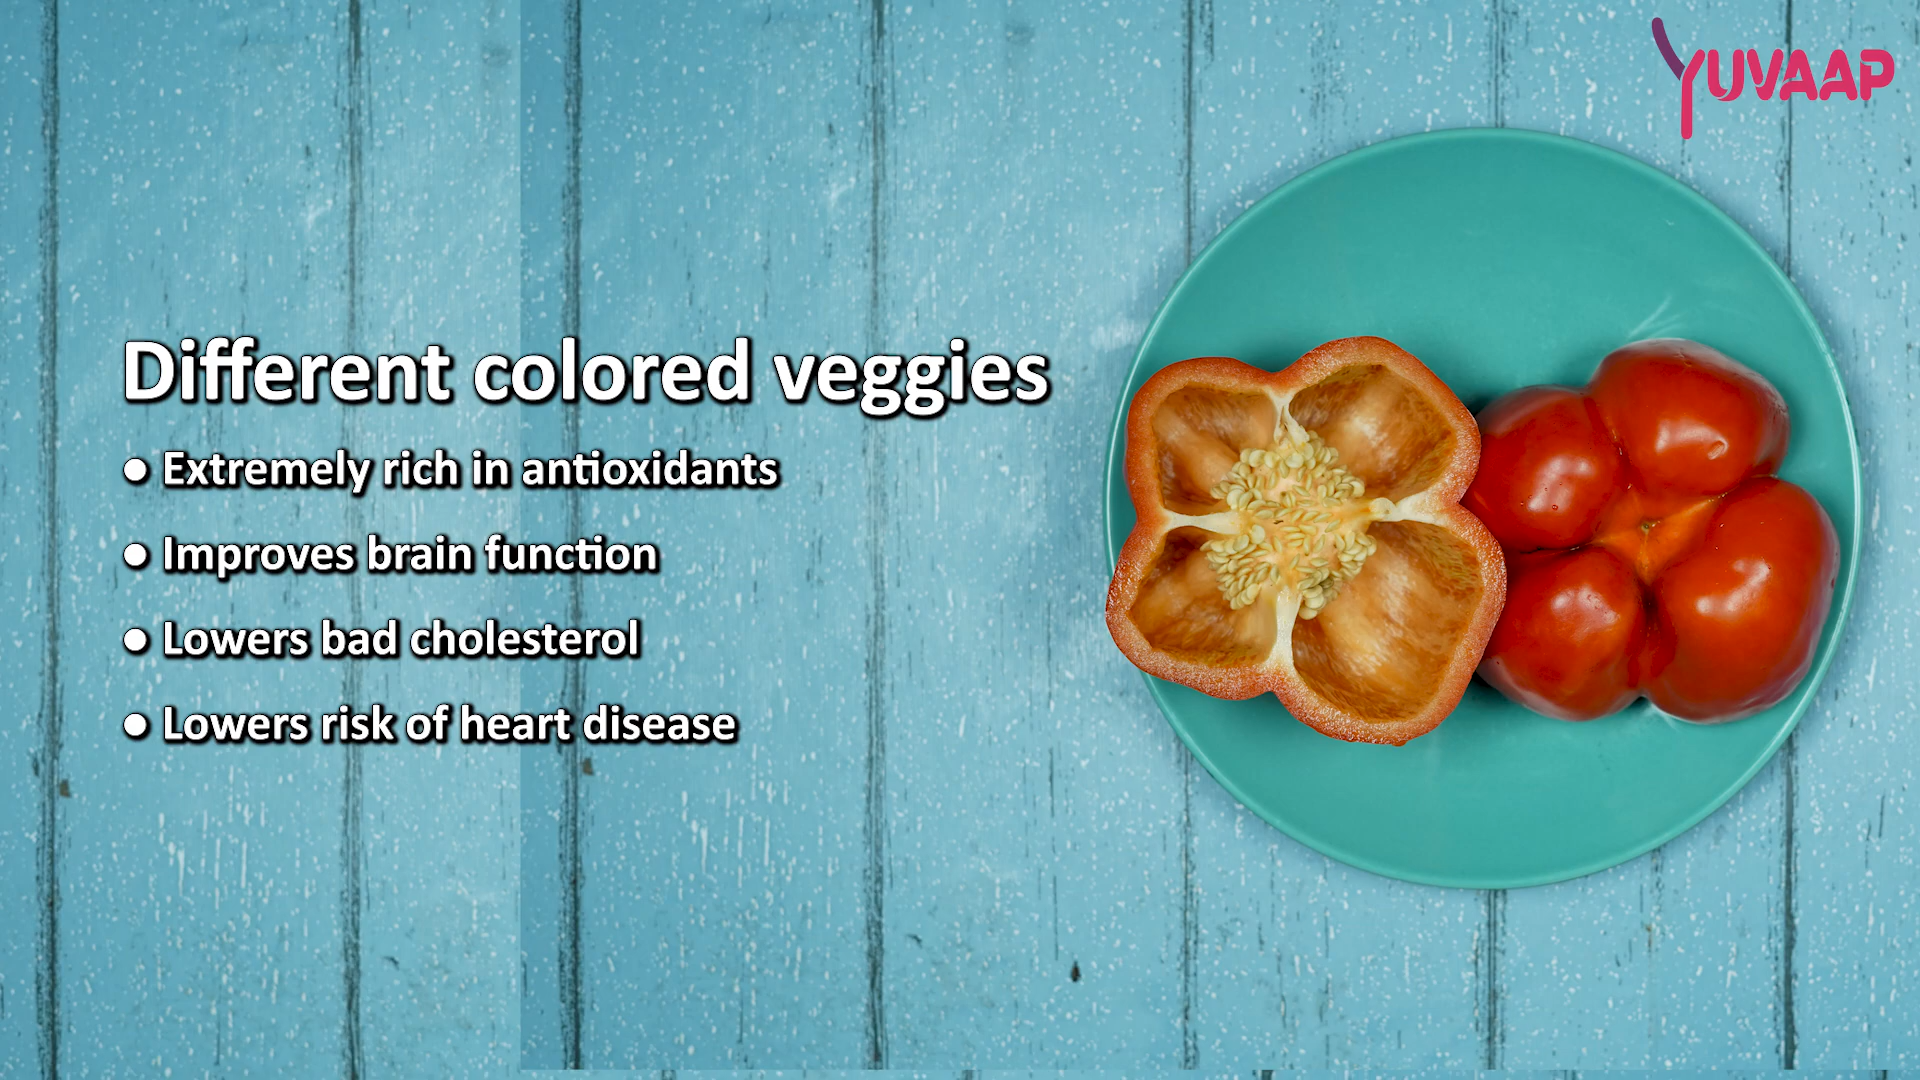 YUVAAP
Different colored veggies
● Extremely rich in antioxidants
● Improves brain function
● Lowers bad cholesterol
● Lowers risk of heart disease